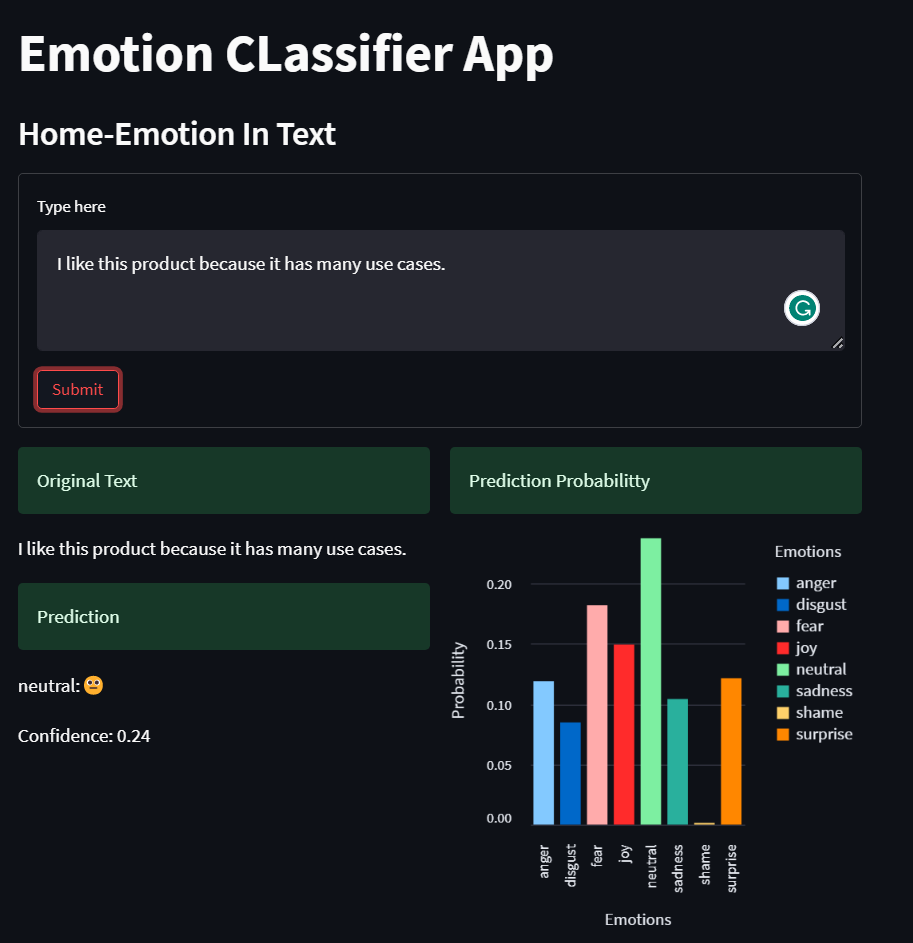 Emotion CLassifier App
Home-Emotion In Text
Type here
I like this product because it has many use cases.
Submit
Original Text
I like this product because it has many use cases.
Prediction
neutral: 😐
Confidence: 0.24
Prediction Probabilitty
Probability
0.20
0.15
0.10
0.05
0.00
anger
disgust
fear
joy
neutral
sadness
shame
surprise
Emotions
Emotions
anger
disgust
fear
joy
neutral
sadness
shame
surprise